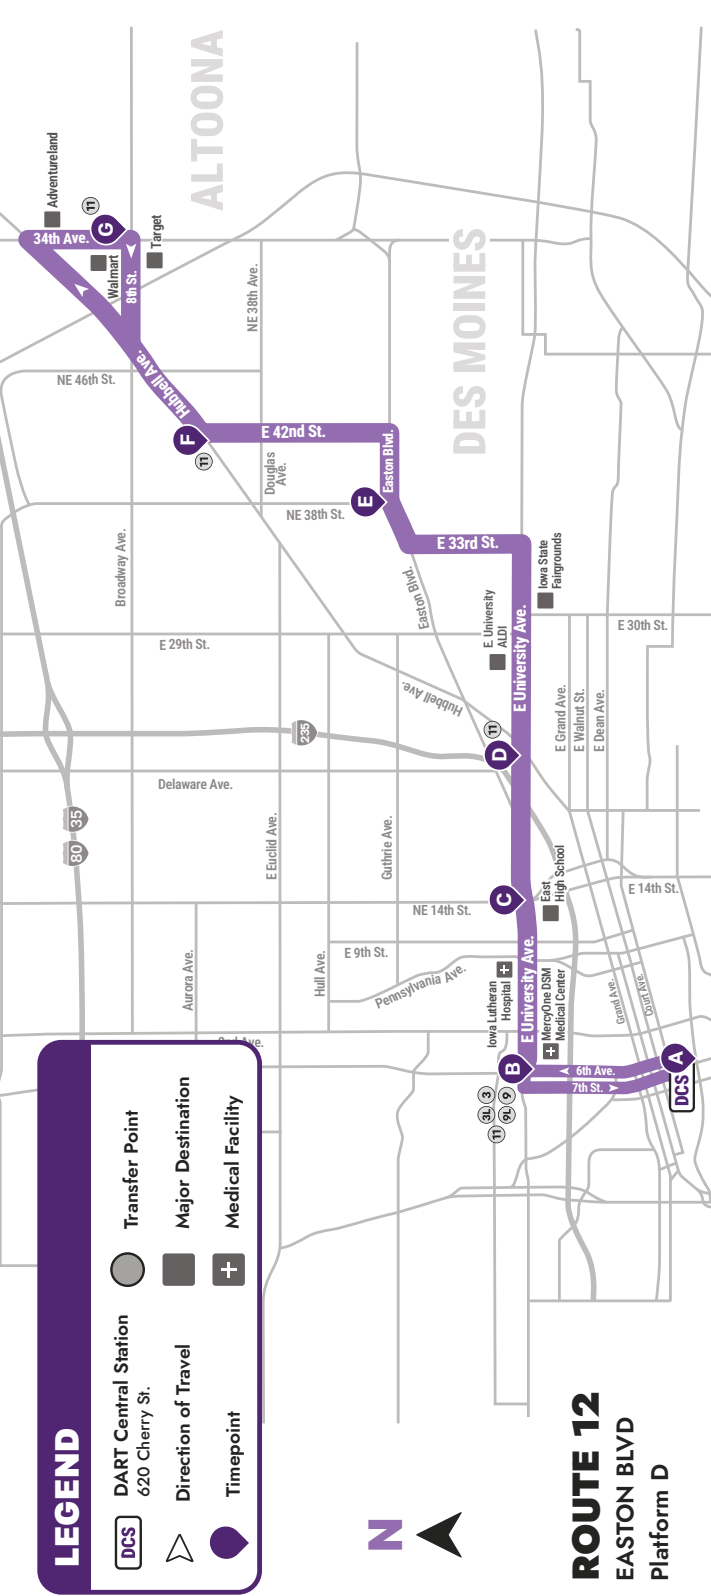 LEGEND
DCS
DART Central Station
620 Cherry St.
Direction of Travel
Timepoint
Transfer Point
Major Destination
Medical Facility
N
ROUTE 12
EASTON BLVD
Platform D
ALTOONA
DES MOINES
Adventureland
11
G
34th Ave.
Walmart
8th St.
Target
NE 46th St.
Hubbell Ave.
NE 38th Ave.
F
11
E 42nd St.
Douglas
Ave.
Easton Blvd.
E
NE 38th St.
Broadway Ave.
E 33rd St.
Easton Blvd.
Iowa State
Fairgrounds
E 29th St.
E. University
ALDI
E University Ave.
E 30th St.
Hubbell Ave.
E Grand Ave.
E Walnut St.
E Dean Ave.
235
11
D
Delaware Ave.
35
80
E Euclid Ave.
Guthrie Ave.
C
East
High School
E 14th St.
NE 14th St.
Aurora Ave.
Hull Ave.
E 9th St.
Pennsylvania Ave.
Iowa Lutheran
Hospital
E University Ave.
MercyOne DSM
Medical Center
Grand Ave.
Court Ave.
Ave.
B
3
3L
9
9L
11
6th Ave.
7th St.
A
DCS